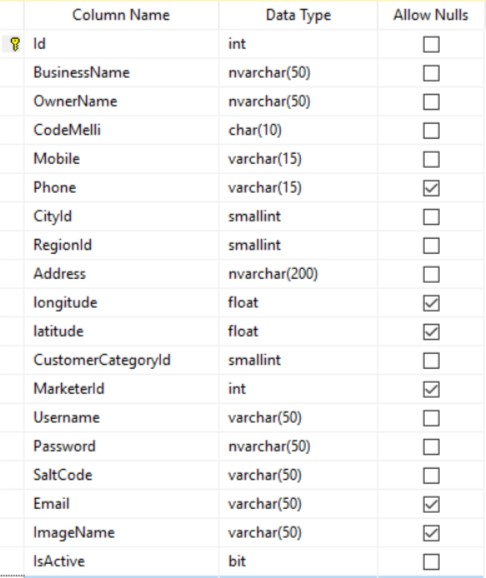 Column Name Data Type Allow Nulls
Id int
BusinessName nvarchar(50)
OwnerName nvarchar(50)
CodeMelli char(10)
Mobile varchar(15)
Phone varchar(15)
CityId smallint
RegionId smallint
Address nvarchar(200)
longitude float
latitude float
CustomerCategoryId smallint
MarketerId int
Username varchar(50)
Password nvarchar(50)
SaltCode varchar(50)
Email varchar(50)
ImageName varchar(50)
IsActive bit